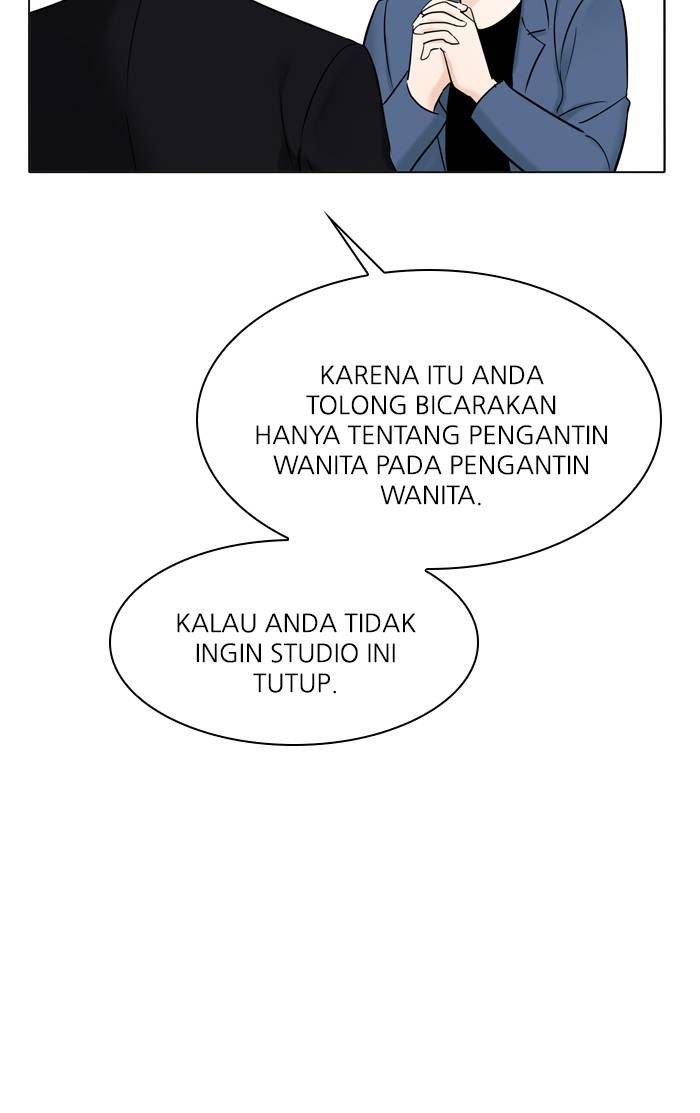 KARENA ITU ANDA
TOLONG BICARAKAN
HANYA TENTANG PENGANTIN
WANITA PADA PENGANTIN
WANITA.
KALAU ANDA TIDAK
INGIN STUDIO INI
TUTUP.